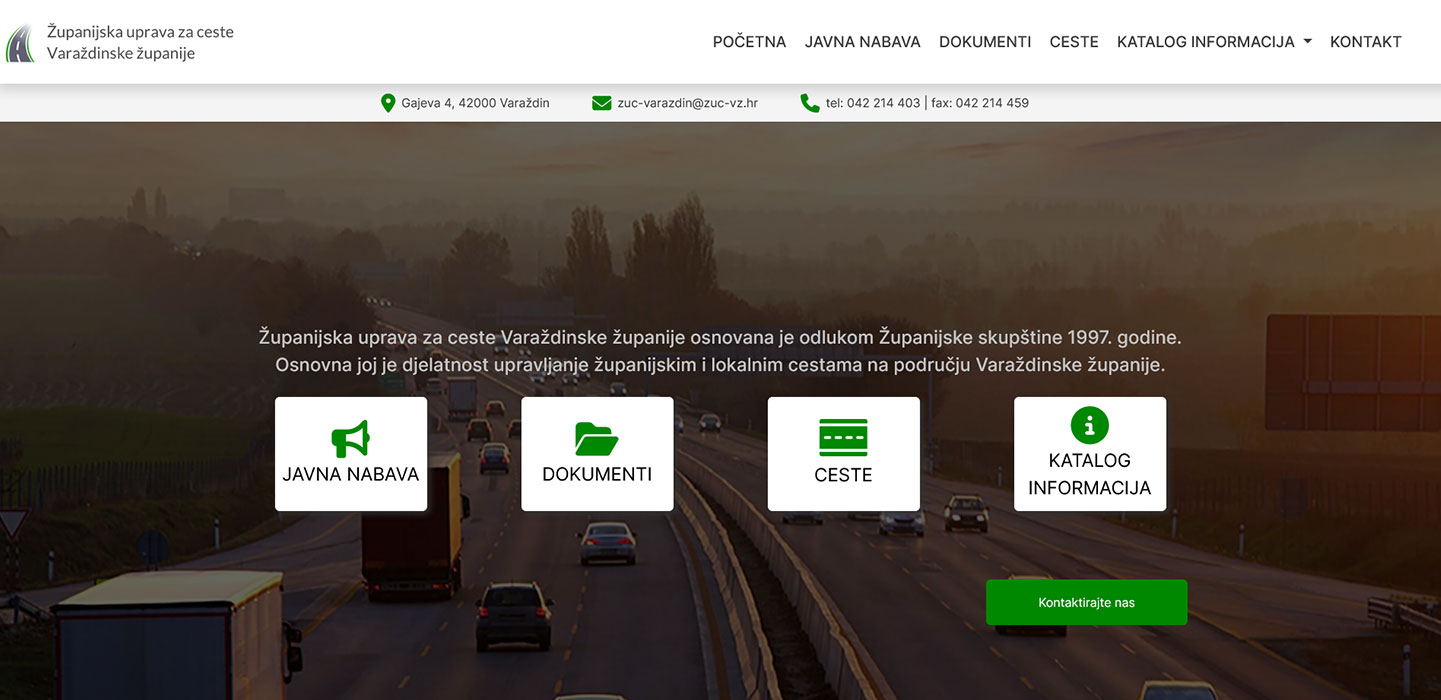 Županijska uprava za ceste
Varaždinske županije
POČETNA JAVNA NABAVA DOKUMENTI CESTE KATALOG INFORMACIJA KONTAKT
Gajeva 4, 42000 Varaždin zuc-varazdin@zuc-vz.hr tel: 042 214 403 | fax: 042 214 459
Županijska uprava za ceste Varaždinske županije osnovana je odlukom Županijske skupštine 1997. godine.
Osnovna joj je djelatnost upravljanje županijskim i lokalnim cestama na području Varaždinske županije.
JAVNA NABAVA
DOKUMENTI
CESTE
KATALOG
INFORMACIJA
Kontaktirajte nas